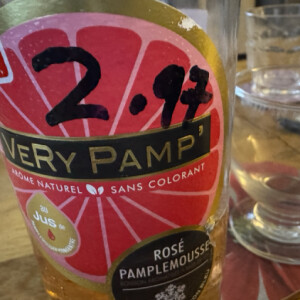 2.97
VERY PAMP'
ARÔME NATUREL SANS COLORANT
JUS
ROSÉ
PAMPLEMOUSSE